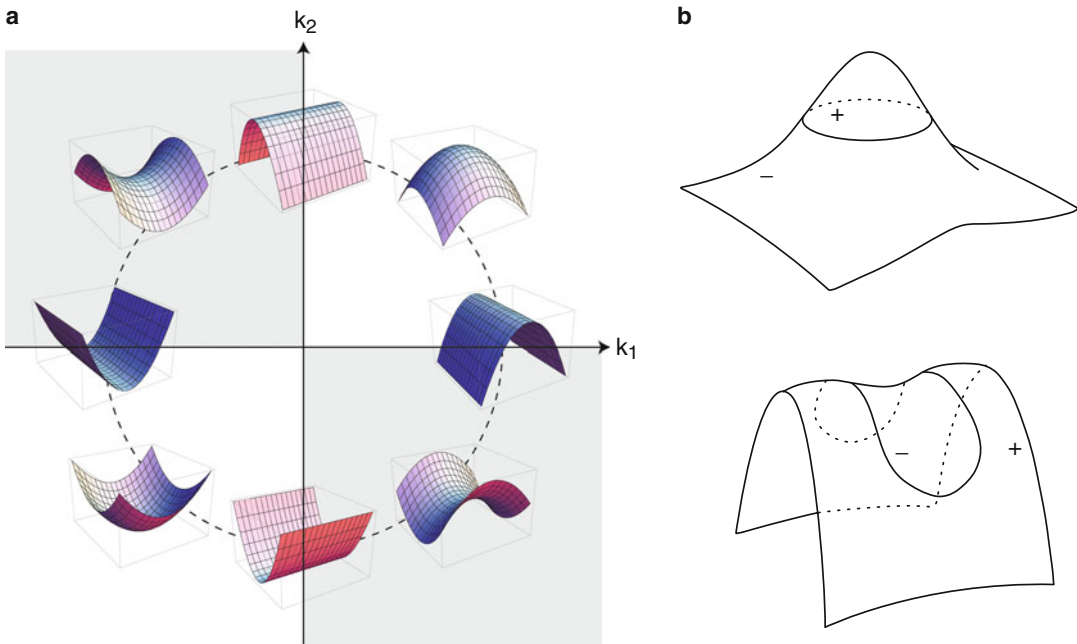 a
k₂
k₁
b
+
−
−
+